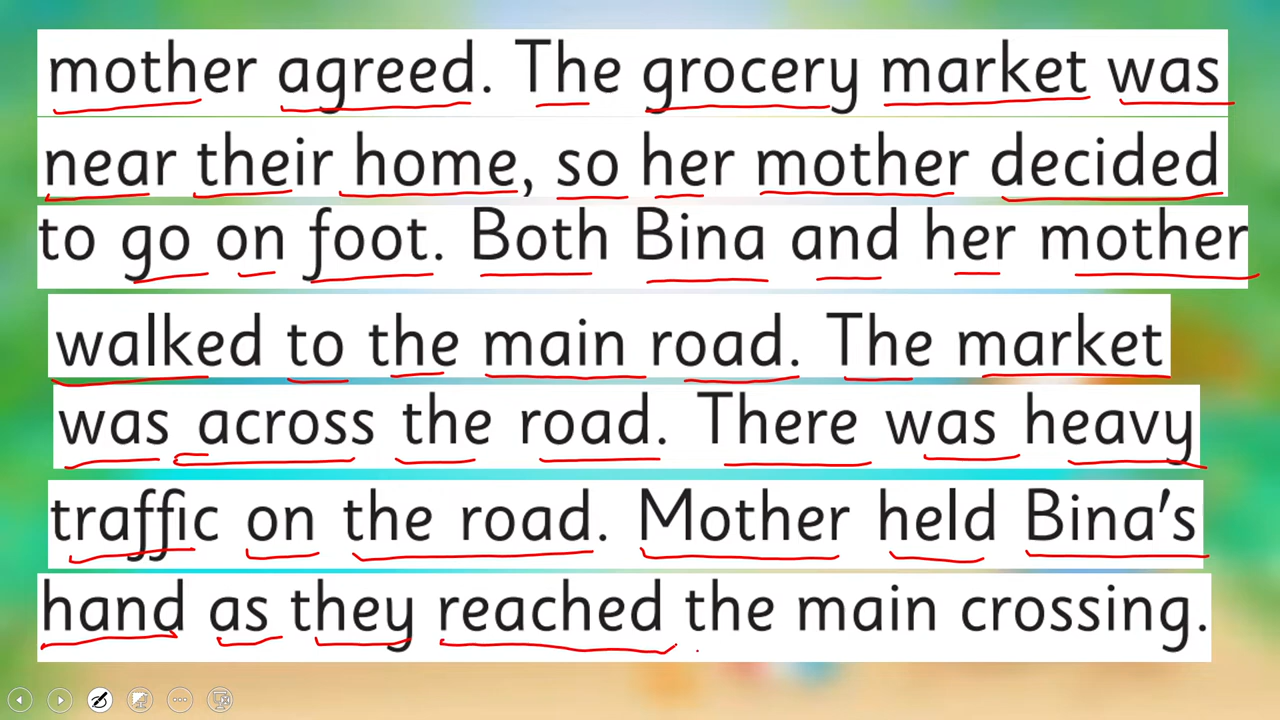 mother agreed. The grocery market was
near their home, so her mother decided
to go on foot. Both Bina and her mother
walked to the main road. The market
was across the road. There was heavy
traffic on the road. Mother held Bina's
hand as they reached the main crossing.